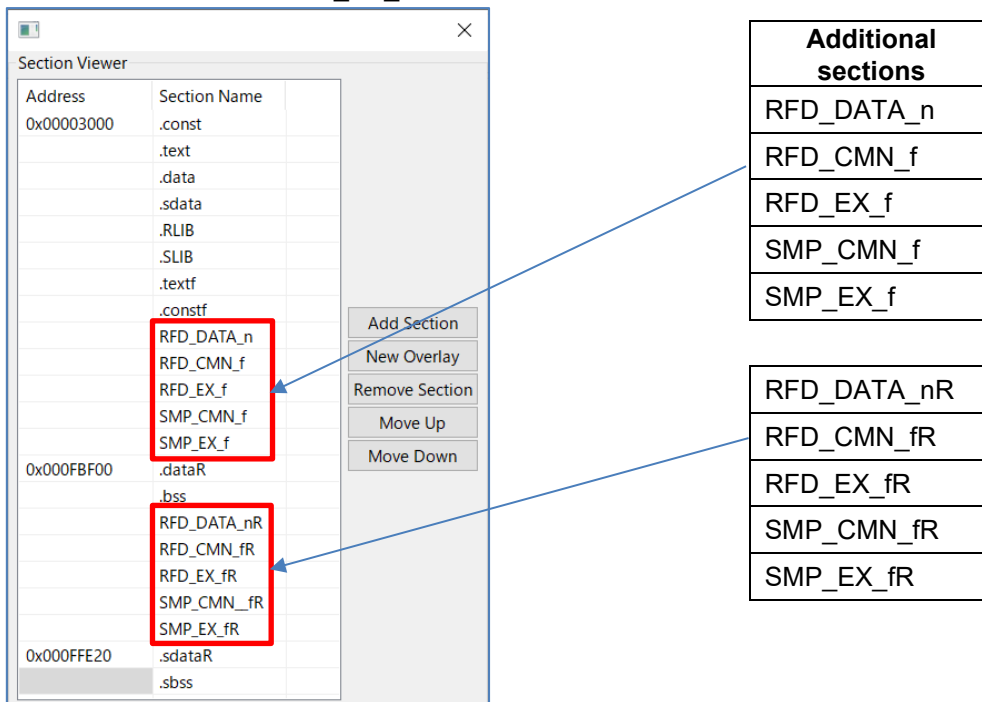 Section Viewer
Address Section Name
0x00003000 .const
.text
.data
.sdata
.RLIB
.SLIB
.textf
.constf
RFD_DATA_n
RFD_CMN_f
RFD_EX_f
SMP_CMN_f
SMP_EX_f
0x000FBF00 .dataR
.bss
RFD_DATA_nR
RFD_CMN_fR
RFD_EX_fR
SMP_CMN__fR
SMP_EX_fR
0x000FFE20 .sdataR
.sbss
Add Section
New Overlay
Remove Section
Move Up
Move Down
Additional
sections
RFD_DATA_n
RFD_CMN_f
RFD_EX_f
SMP_CMN_f
SMP_EX_f
RFD_DATA_nR
RFD_CMN_fR
RFD_EX_fR
SMP_CMN_fR
SMP_EX_fR